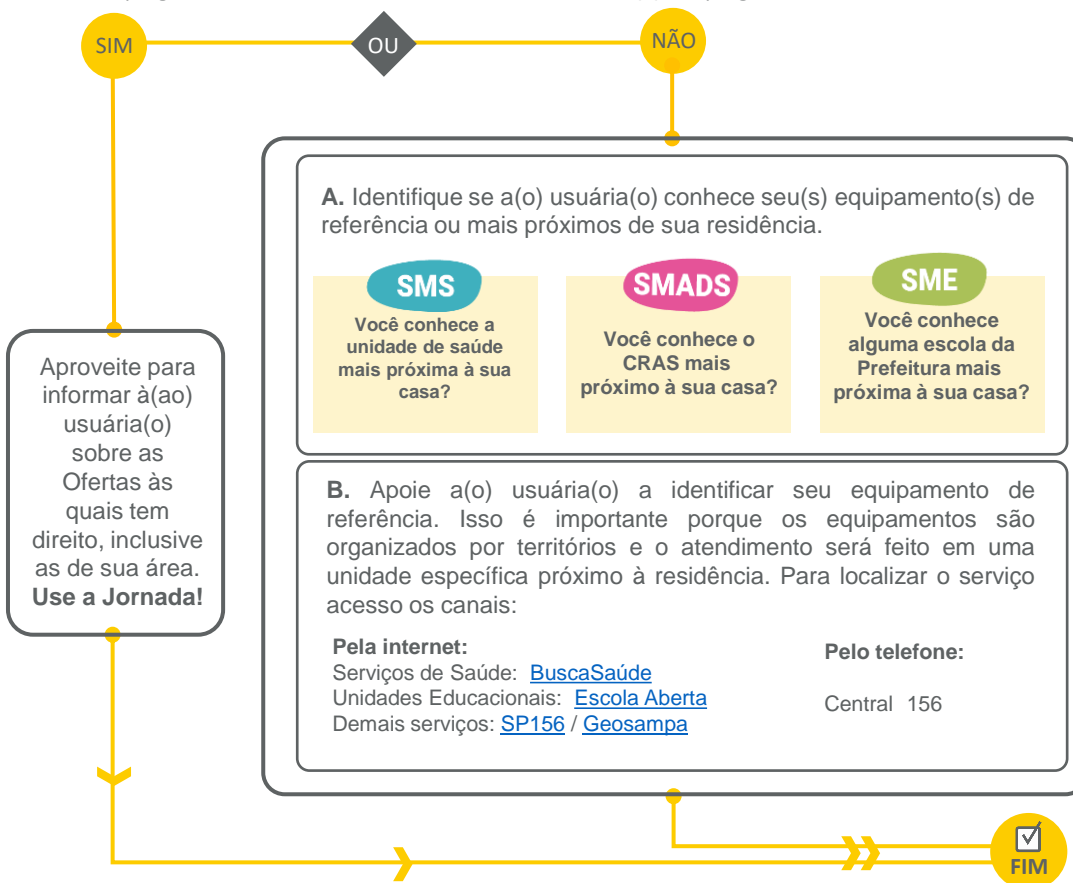 SIM
OU
NÃO
A. Identifique se a(o) usuária(o) conhece seu(s) equipamento(s) de
referência ou mais próximos de sua residência.
SMS
Você conhece a
unidade de saúde
mais próxima à sua
casa?
SMADS
Você conhece o
CRAS mais
próximo à sua casa?
SME
Você conhece
alguma escola da
Prefeitura mais
próxima à sua casa?
Aproveite para
informar à(ao)
usuária(o)
sobre as
Ofertas às
quais tem
direito, inclusive
as de sua área.
Use a Jornada!
B. Apoie a(o) usuária(o) a identificar seu equipamento de
referência. Isso é importante porque os equipamentos são
organizados por territórios e o atendimento será feito em uma
unidade específica próximo à residência. Para localizar o serviço
acesso os canais:
Pela internet:
Serviços de Saúde: BuscaSaúde
Unidades Educacionais: Escola Aberta
Demais serviços: SP156 / Geosampa
Pelo telefone:
Central 156
FIM